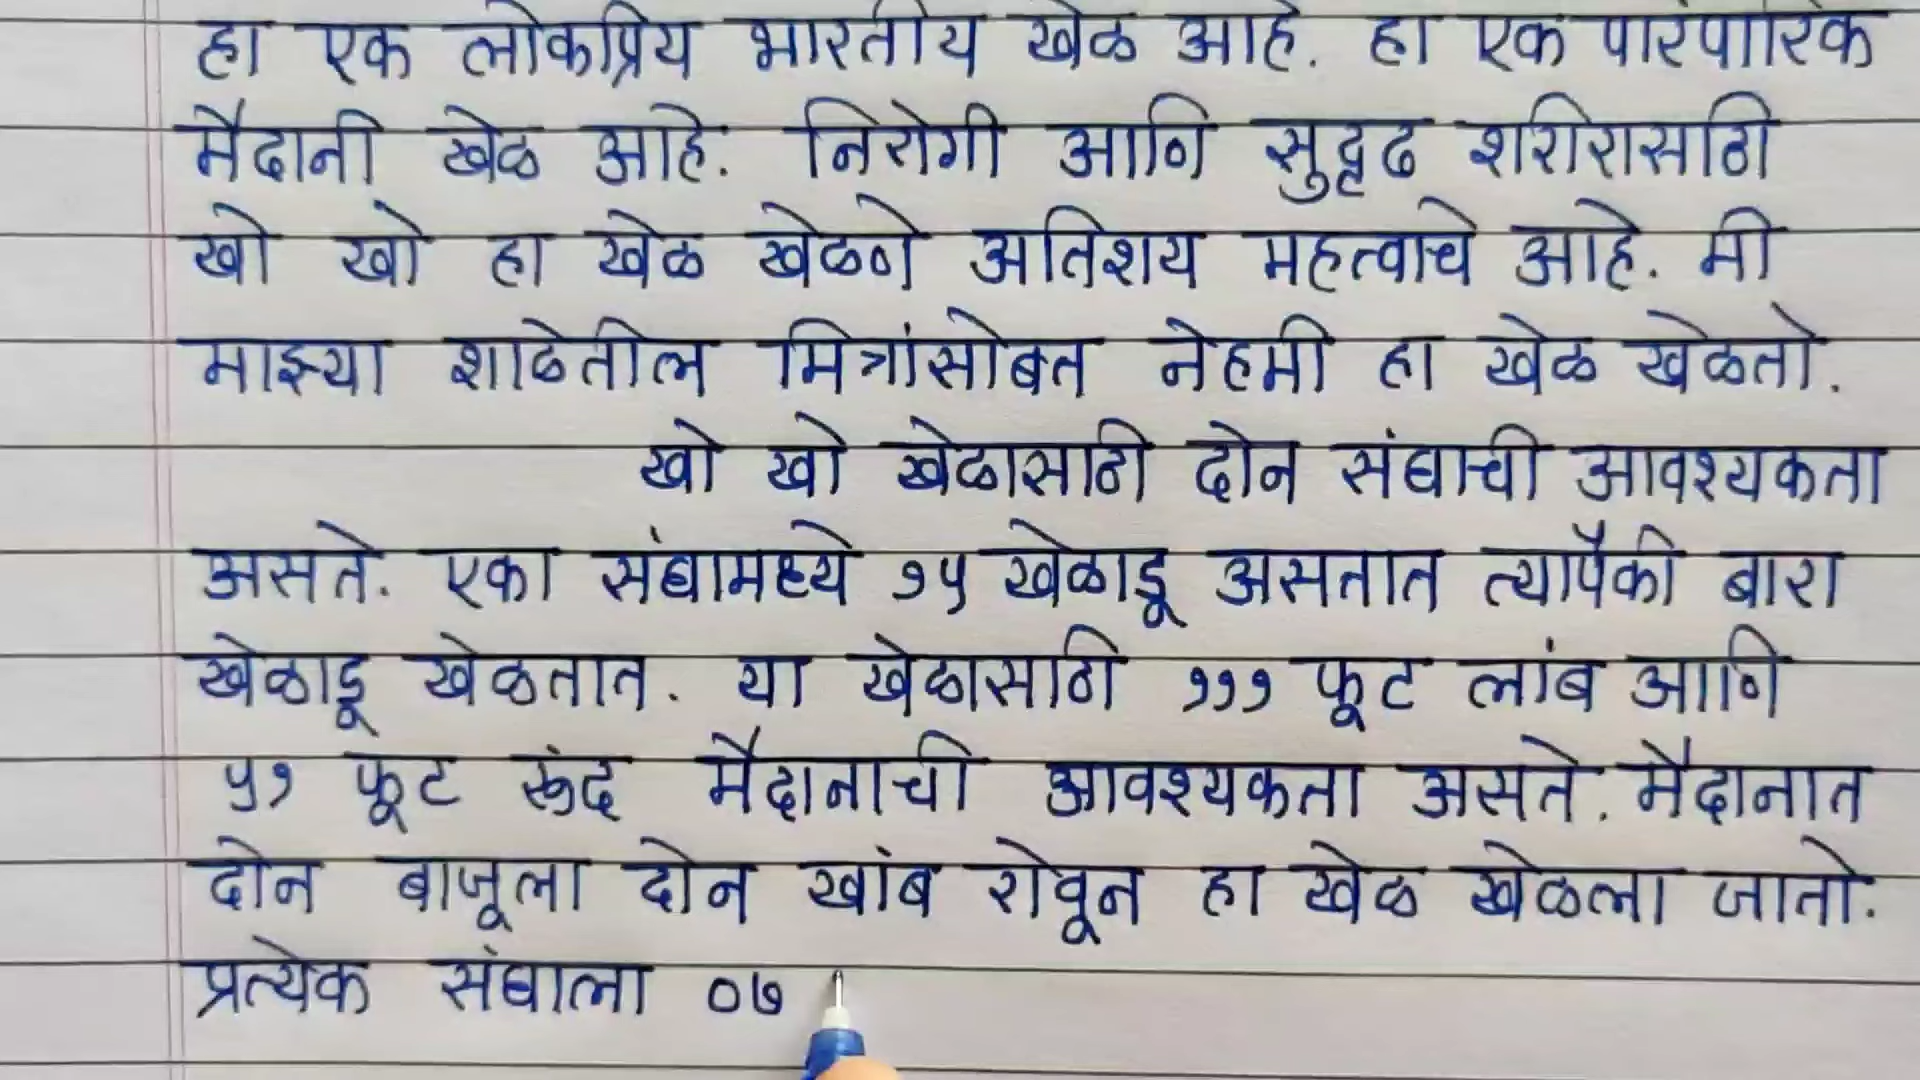 हा एक लोकप्रिय भारतीय खेळ आहे. हा एक पारंपारिक
मैदानी खेळ आहे. निरोगी आणि सुदृढ शरीरासाठी
खो खो हा खेळ खेळणे अतिशय महत्वाचे आहे. मी
माझ्या शाळेतील मित्रांसोबत नेहमी हा खेळ खेळतो.
खो खो खेळासाठी दोन संघाची आवश्यकता
असते. एका संघामध्ये १५ खेळाडू असतात त्यापैकी बारा
खेळाडू खेळतात. या खेळासाठी १११ फूट लांब आणि
५१ फूट रूंद मैदानाची आवश्यकता असते. मैदानात
दोन बाजूला दोन खांब रोवून हा खेळ खेळला जातो.
प्रत्येक संघाला ०७